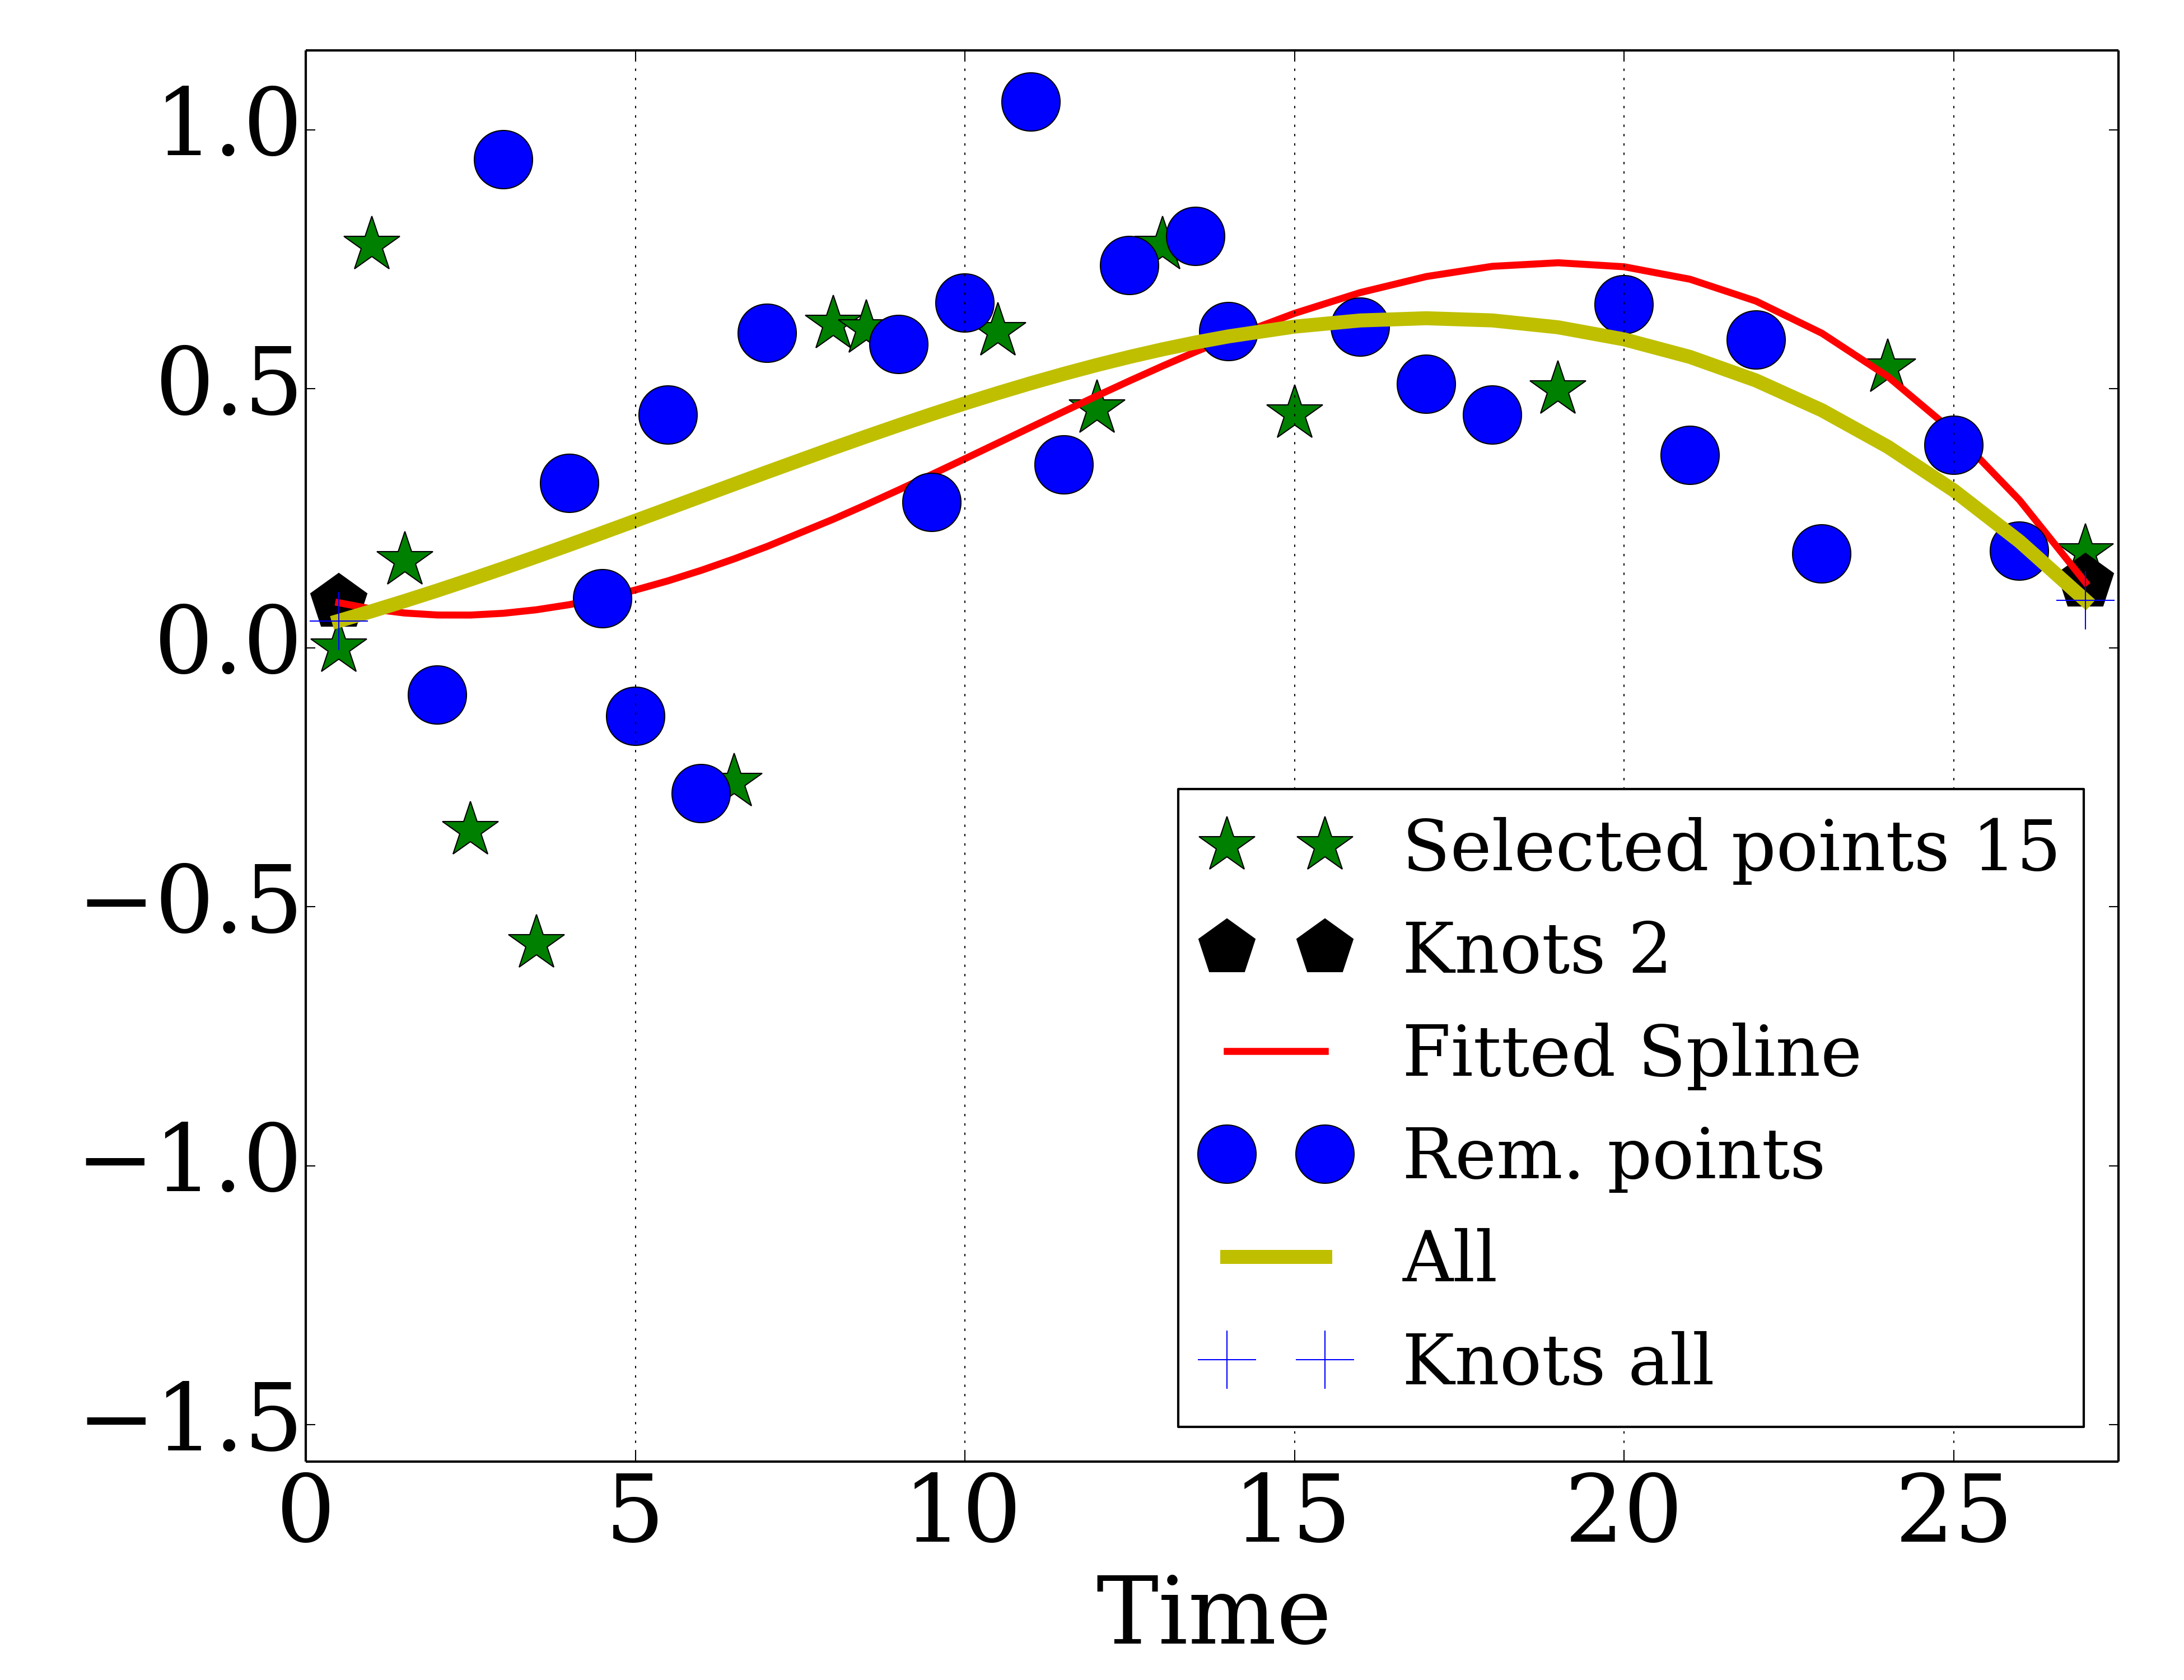 1.0
0.5
0.0
−0.5
−1.0
−1.5
Selected points 15
Knots 2
Fitted Spline
Rem. points
All
Knots all
0 5 10 15 20 25
Time